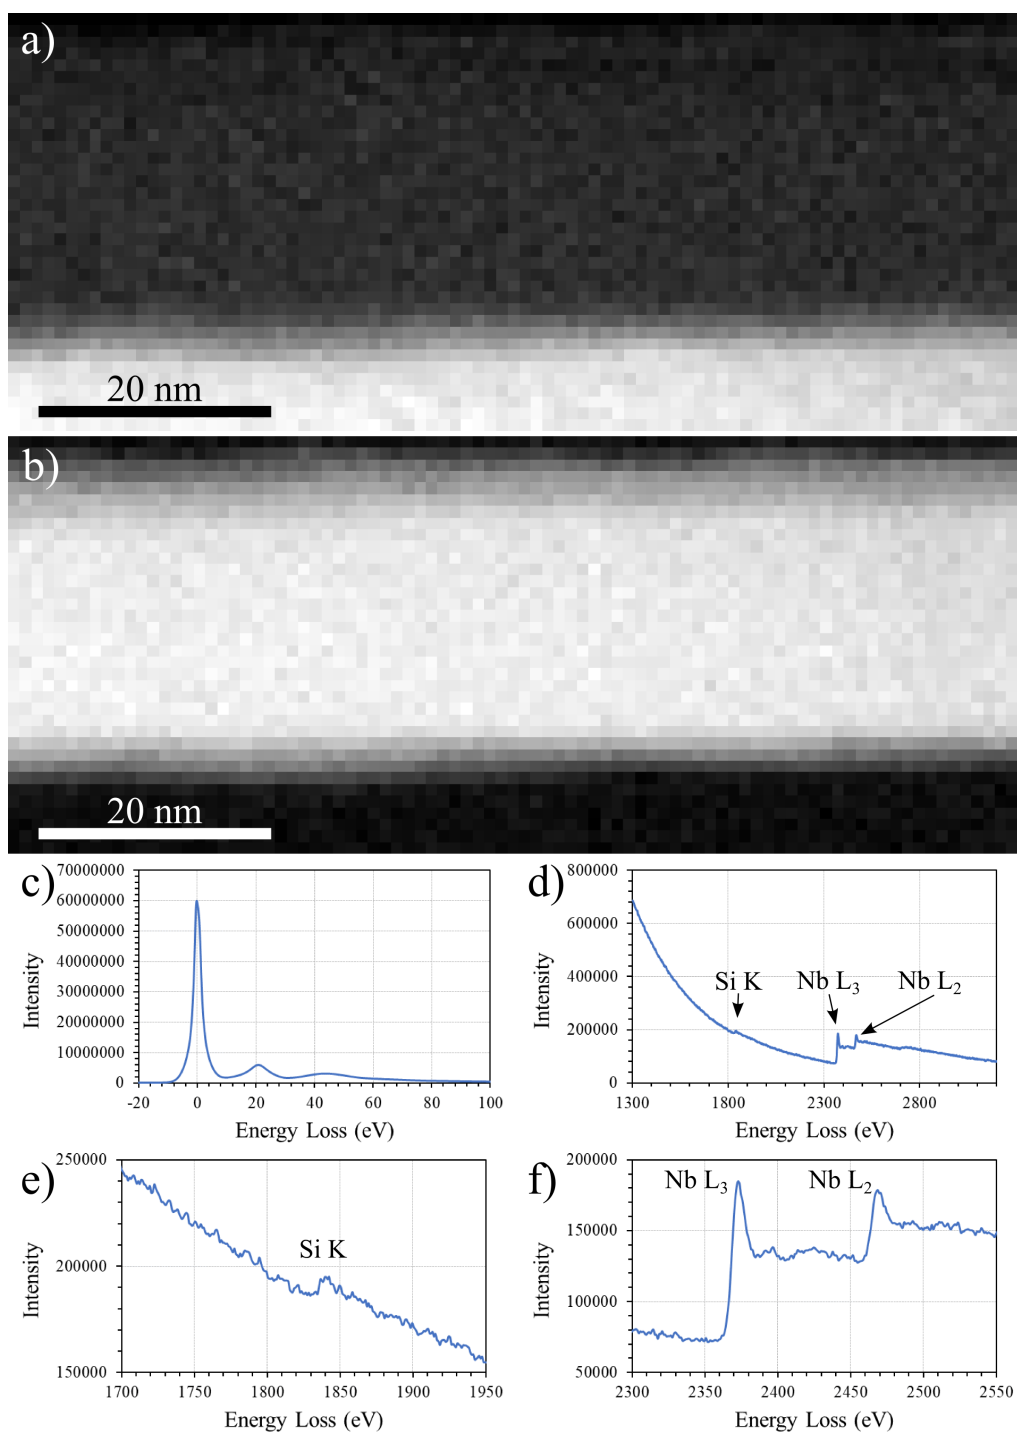 a)
20 nm
b)
20 nm
c)
70000000
60000000
50000000
40000000
30000000
20000000
10000000
0
-20 0 20 40 60 80 100
Intensity
Energy Loss (eV)
d)
800000
600000
400000
200000
0
1300 1800 2300 2800
Si K
Nb L3
Nb L2
Intensity
Energy Loss (eV)
e)
250000
200000
150000
1700 1750 1800 1850 1900 1950
Si K
Intensity
Energy Loss (eV)
f)
200000
150000
100000
50000
2300 2350 2400 2450 2500 2550
Nb L3
Nb L2
Intensity
Energy Loss (eV)